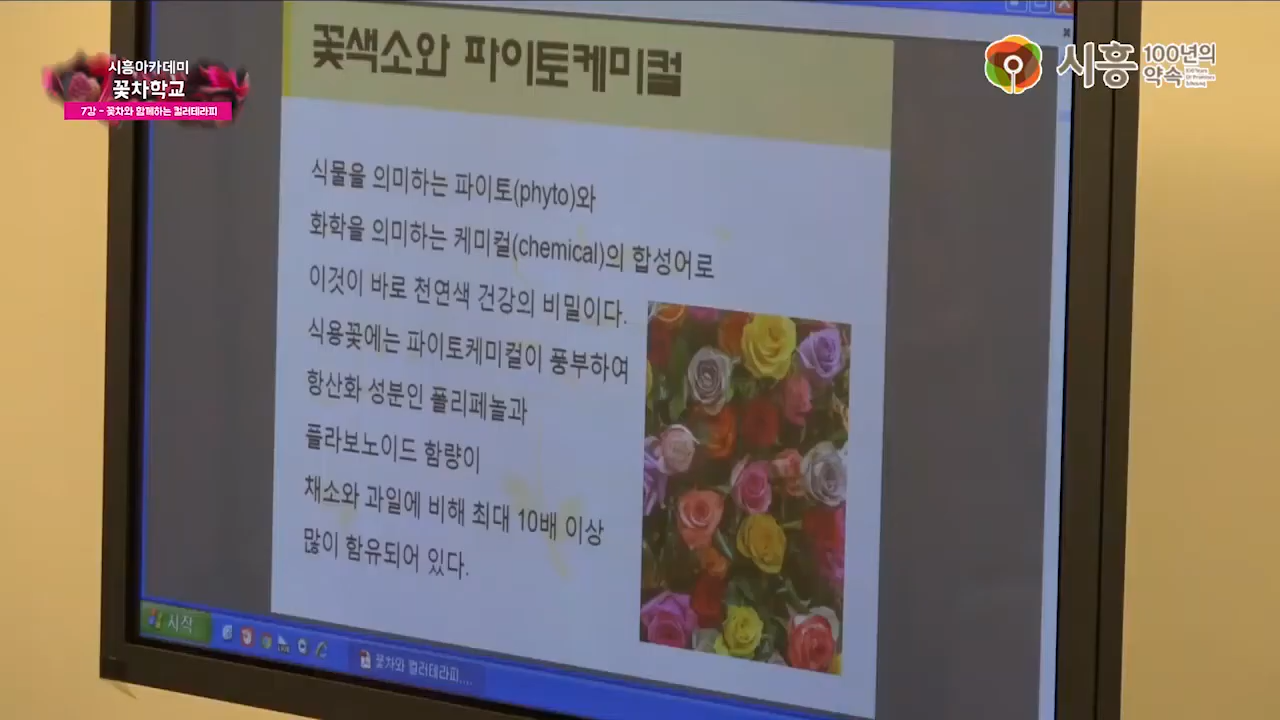 시흥아카데미
꽃차학교
7강 - 꽃차와 함께하는 컬러테라피
시흥 100년의
약속
꽃색소와 파이토케미컬
식물을 의미하는 파이토(phyto)와
화학을 의미하는 케미컬(chemical)의 합성어로
이것이 바로 천연색 건강의 비밀이다.
식용꽃에는 파이토케미컬이 풍부하여
항산화 성분인 폴리페놀과
플라보노이드 함량이
채소와 과일에 비해 최대 10배 이상
많이 함유되어 있다.
시작
꽃차와 컬러테라피....